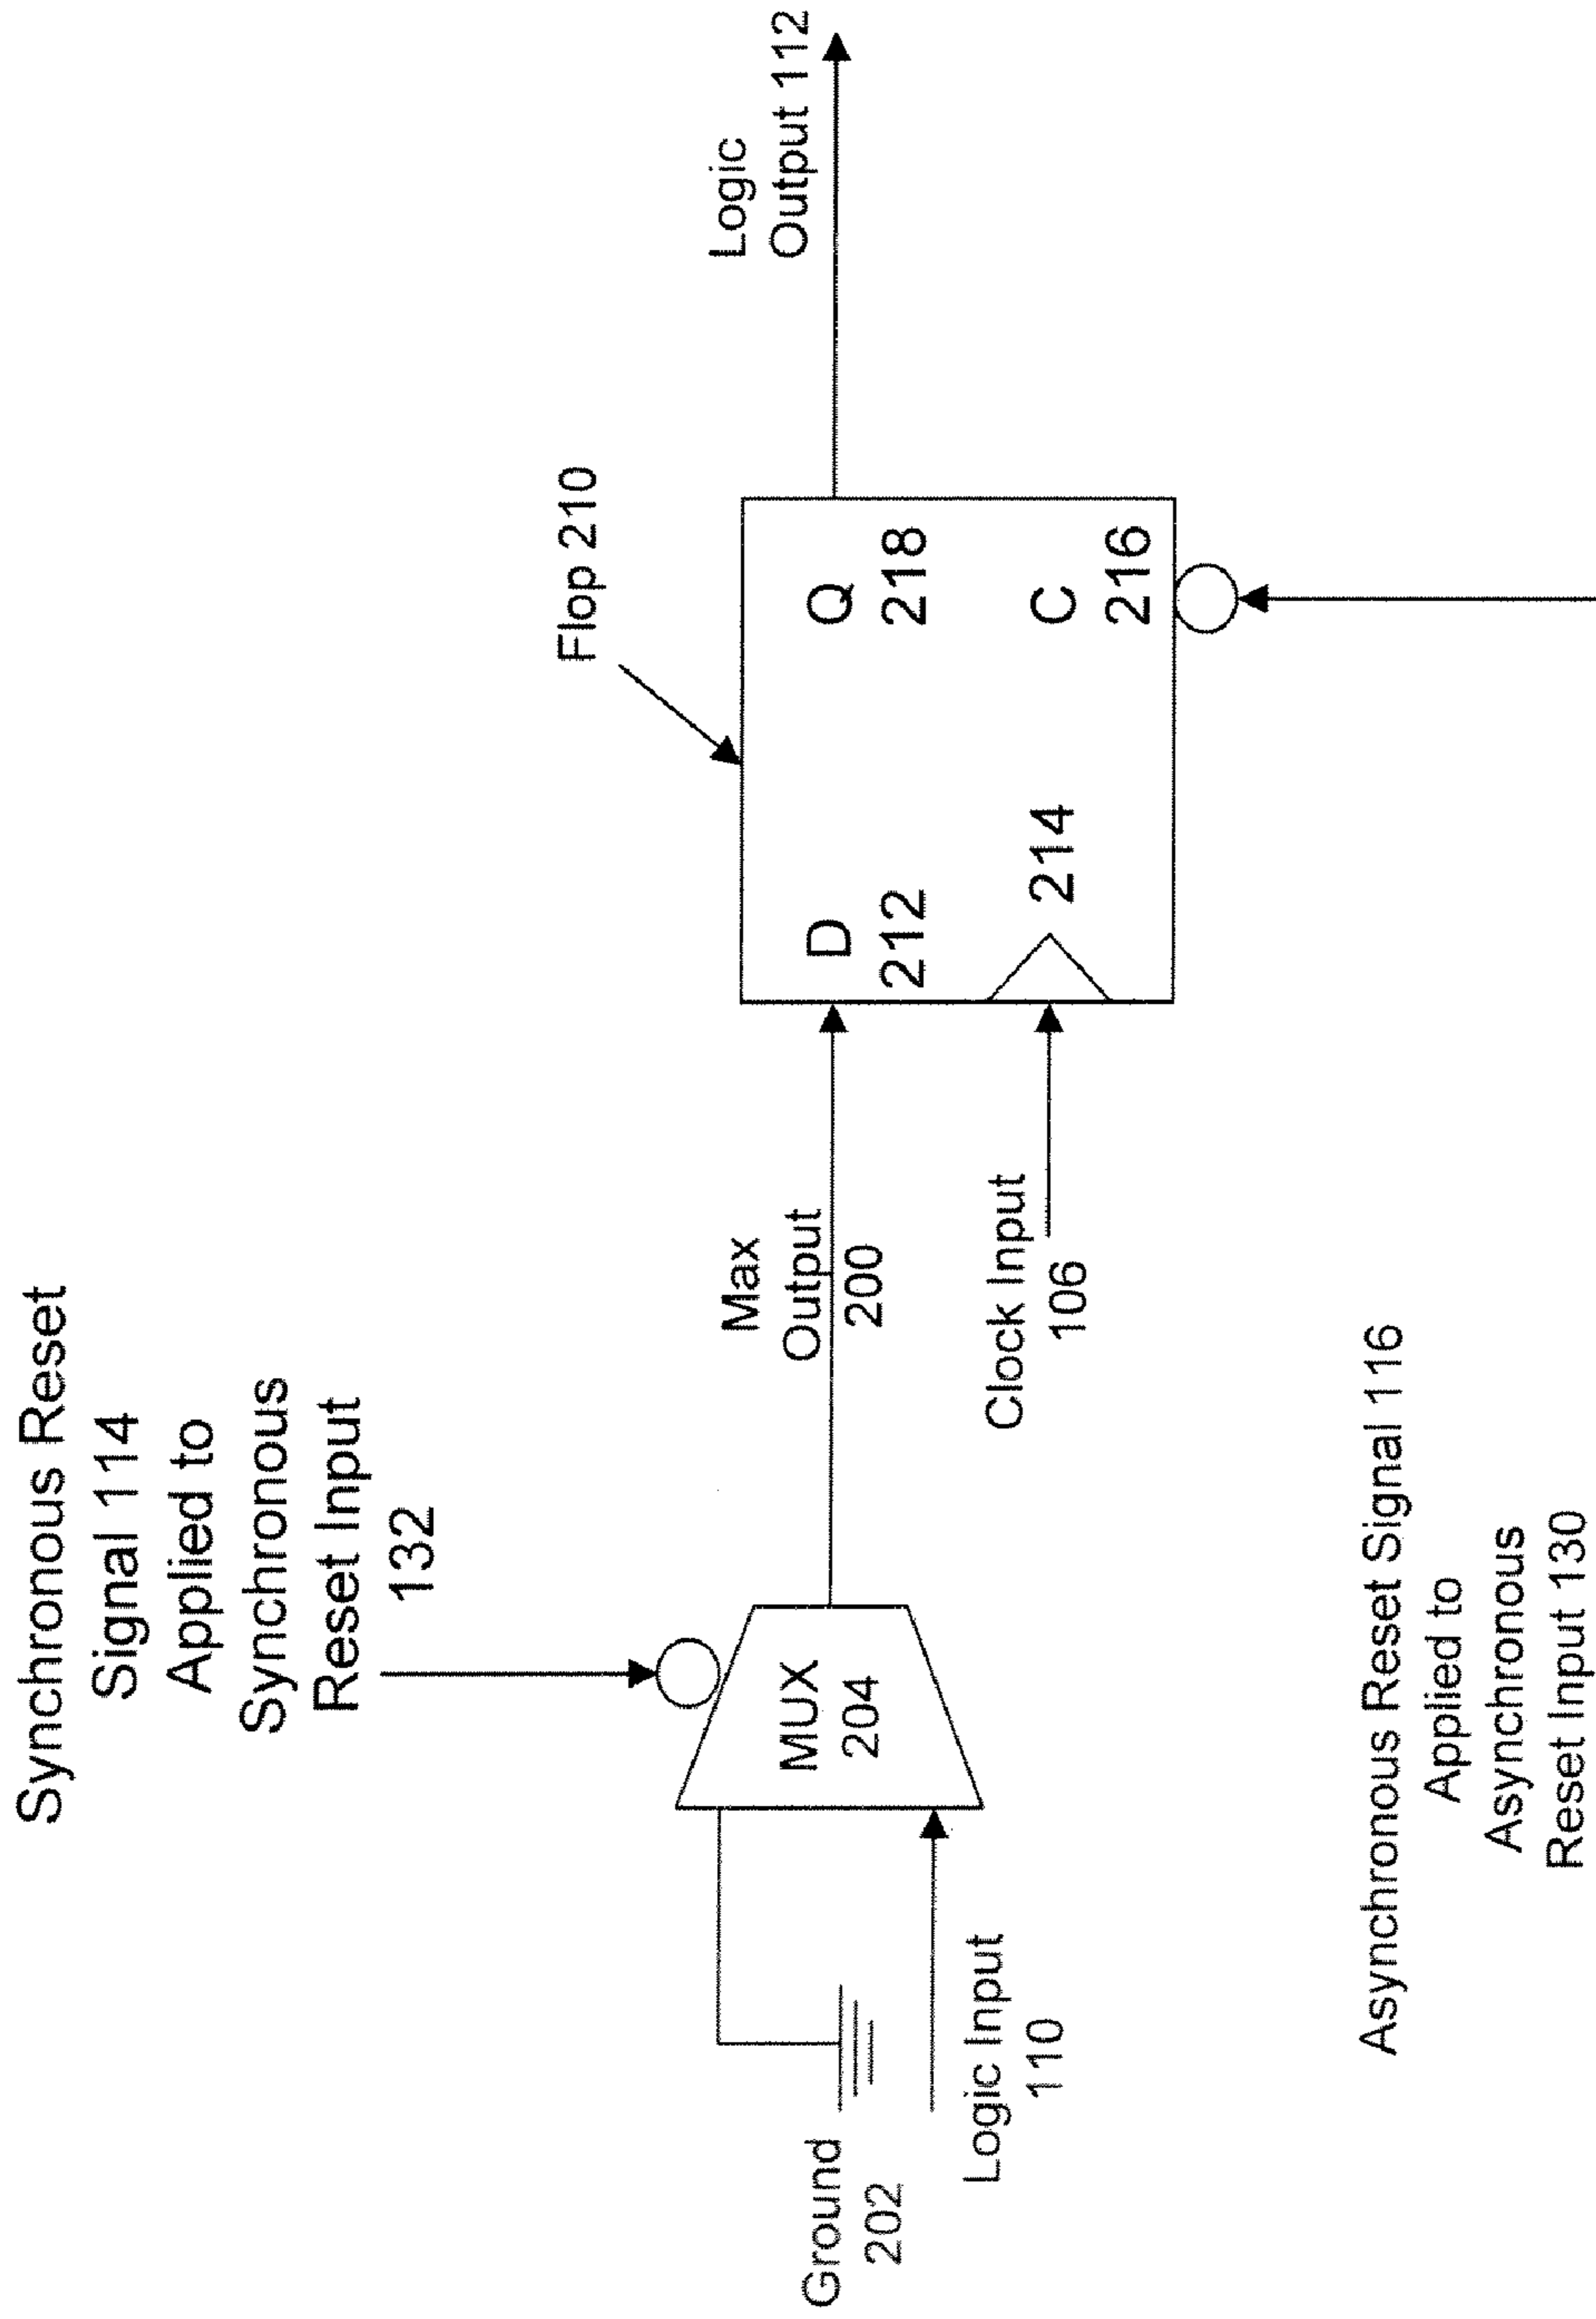 Synchronous Reset
Signal 114
Applied to
Synchronous
Reset Input
132
Flop 210
Logic
Output 112
Max
Output
200
MUX
204
D
212
Q
218
214
C
216
Clock Input
106
Ground
202
Logic Input
110
Asynchronous Reset Signal 116
Applied to
Asynchronous
Reset Input 130